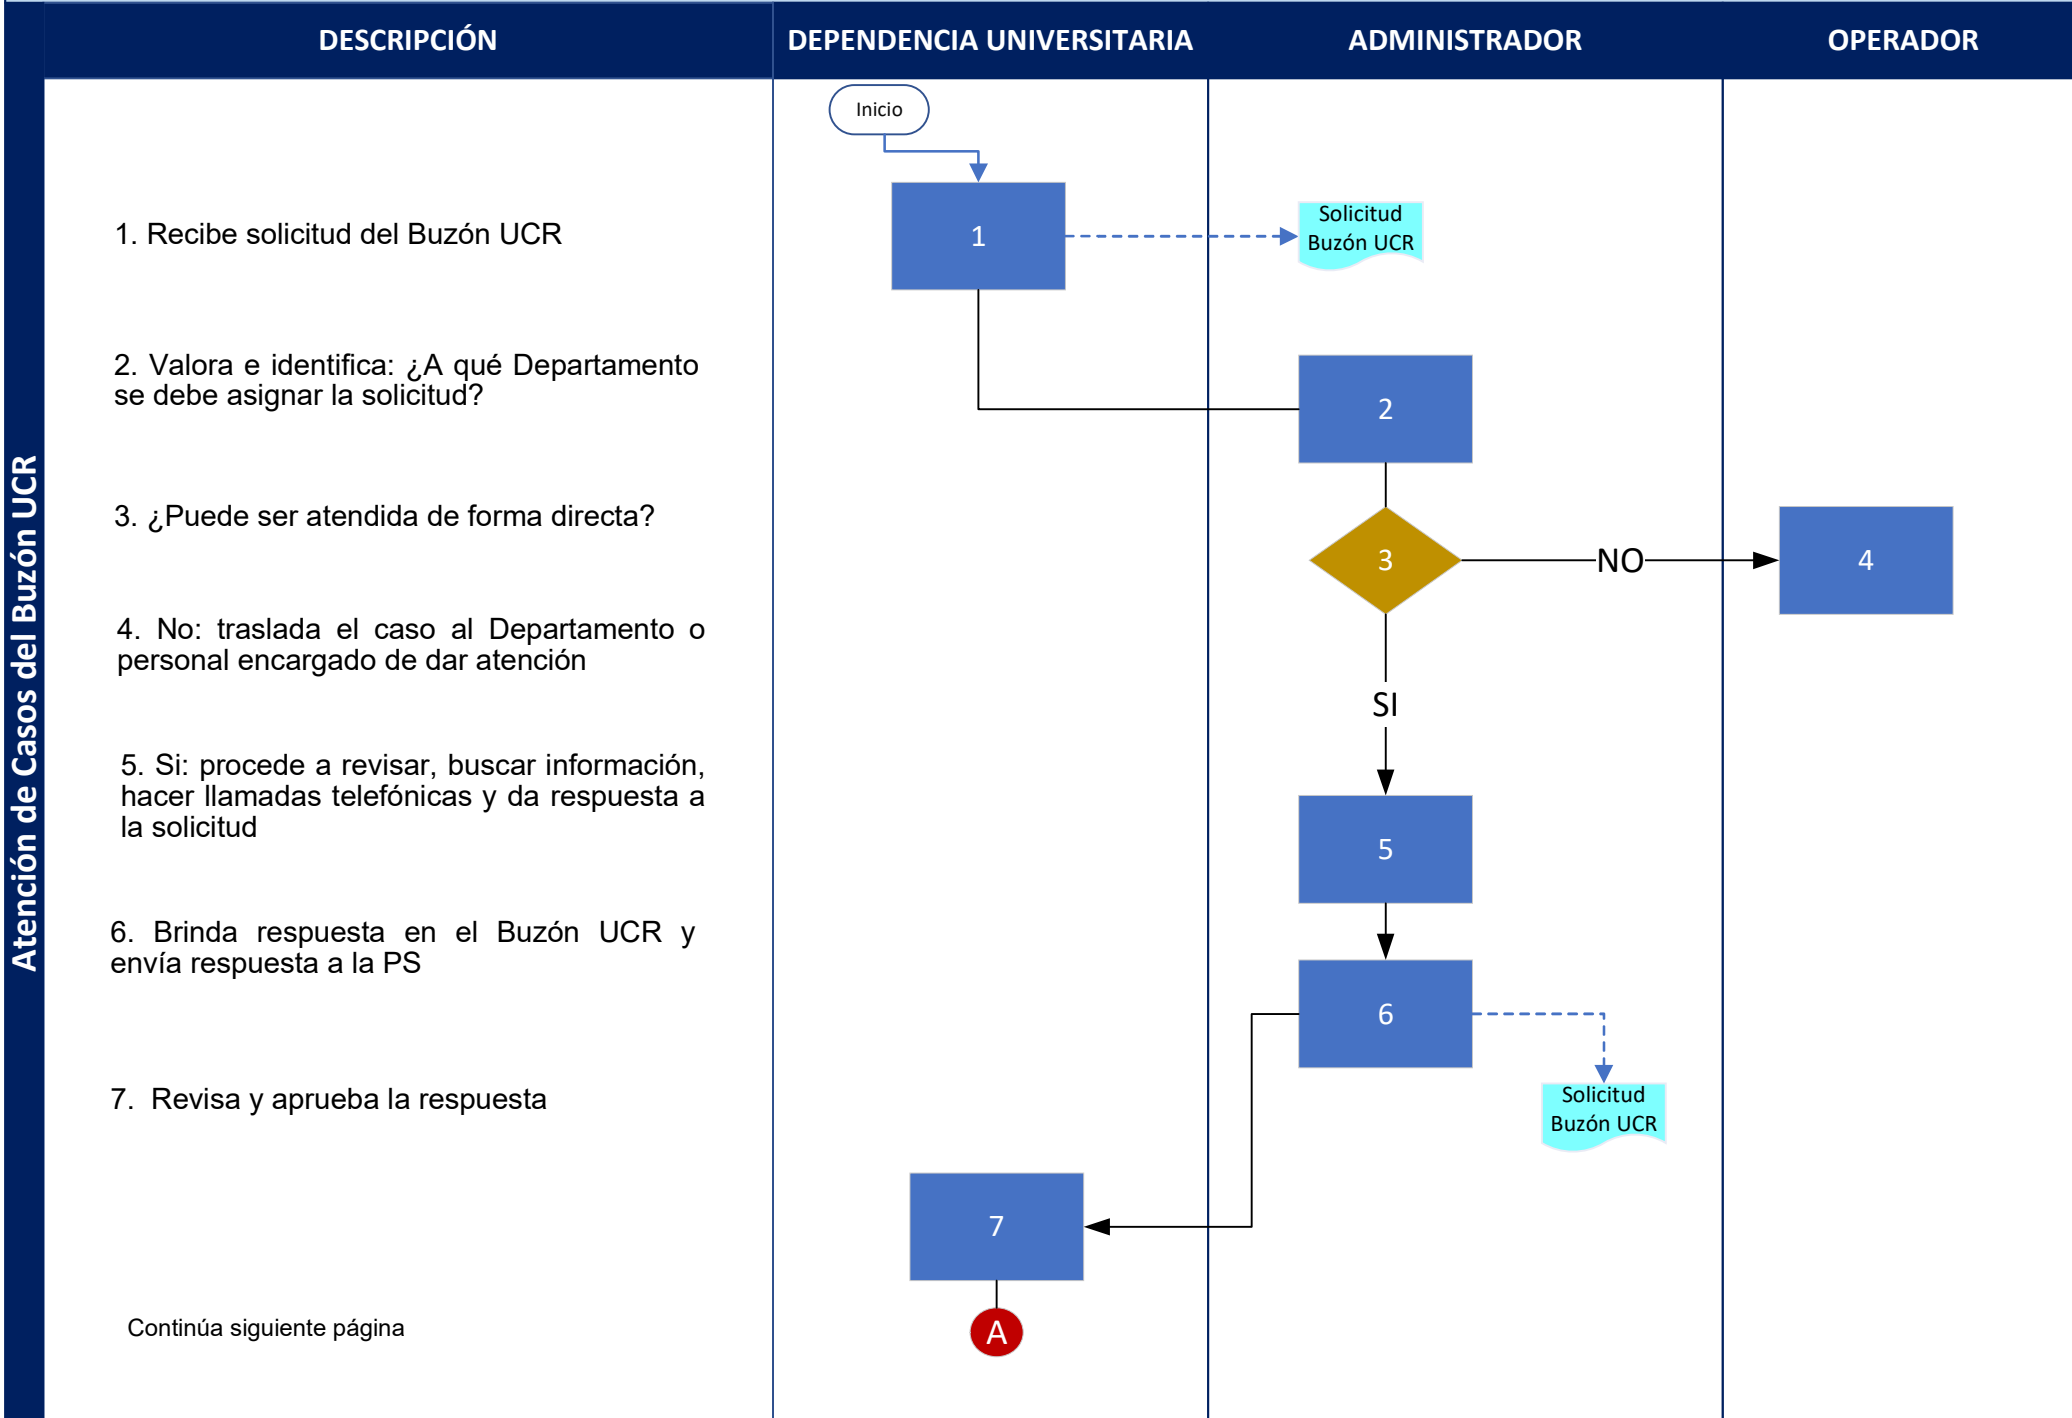 DESCRIPCIÓN
DEPENDENCIA UNIVERSITARIA
ADMINISTRADOR
OPERADOR
Atención de Casos del Buzón UCR
Inicio
1. Recibe solicitud del Buzón UCR
1
Solicitud
Buzón UCR
2. Valora e identifica: ¿A qué Departamento
se debe asignar la solicitud?
2
3. ¿Puede ser atendida de forma directa?
3
NO
4
4. No: traslada el caso al Departamento o
personal encargado de dar atención
SI
5. Si: procede a revisar, buscar información,
hacer llamadas telefónicas y da respuesta a
la solicitud
5
6. Brinda respuesta en el Buzón UCR y
envía respuesta a la PS
6
7. Revisa y aprueba la respuesta
Solicitud
Buzón UCR
7
Continúa siguiente página
A